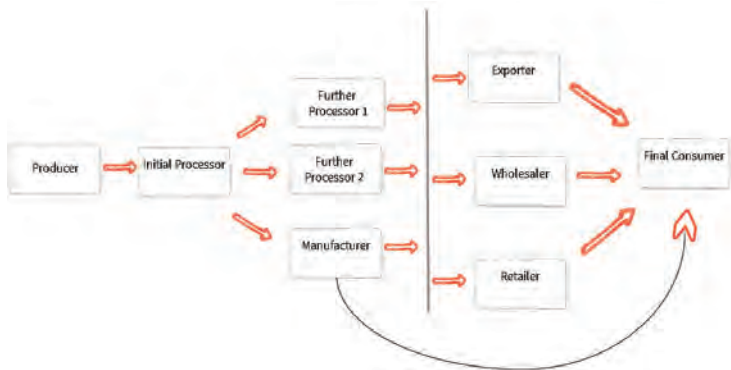 Producer
Initial Processor
Further
Processor 1
Further
Processor 2
Manufacturer
Exporter
Wholesaler
Retailer
Final Consumer